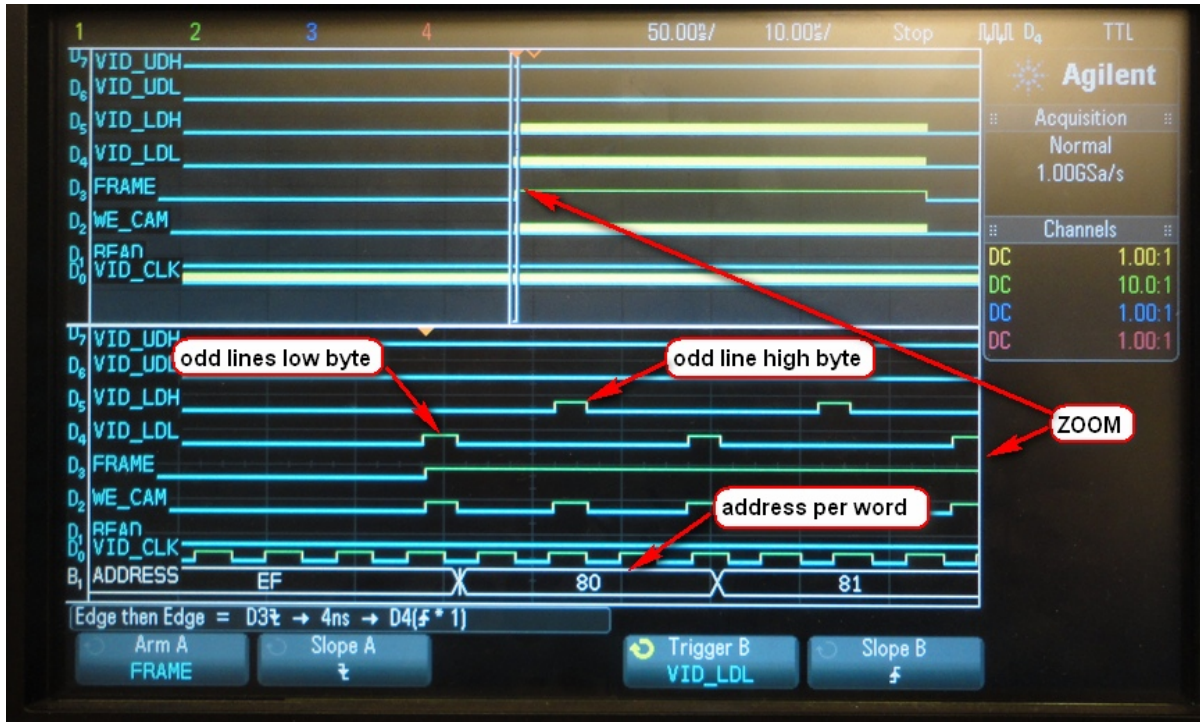 1 2 3 4 50.00㎲/ 10.00㎲/ Stop D4 TTL
Agilent
D7 VID_UDH
D6 VID_UDL
D5 VID_LDH
D4 VID_LDL
D3 FRAME
D2 WE_CAM
D1 READ
D0 VID_CLK
Acquisition
Normal
1.00GSa/s
Channels
DC 1.00:1
DC 10.0:1
DC 1.00:1
DC 1.00:1
D7 VID_UDH
D6 VID_UDL
odd lines low byte
odd line high byte
D5 VID_LDH
D4 VID_LDL
ZOOM
D3 FRAME
D2 WE_CAM
address per word
D1 READ
D0 VID_CLK
B1 ADDRESS EF 80 81
Edge then Edge = D3 → 4ns → D4( * 1)
Arm A
FRAME
Slope A
Trigger B
VID_LDL
Slope B